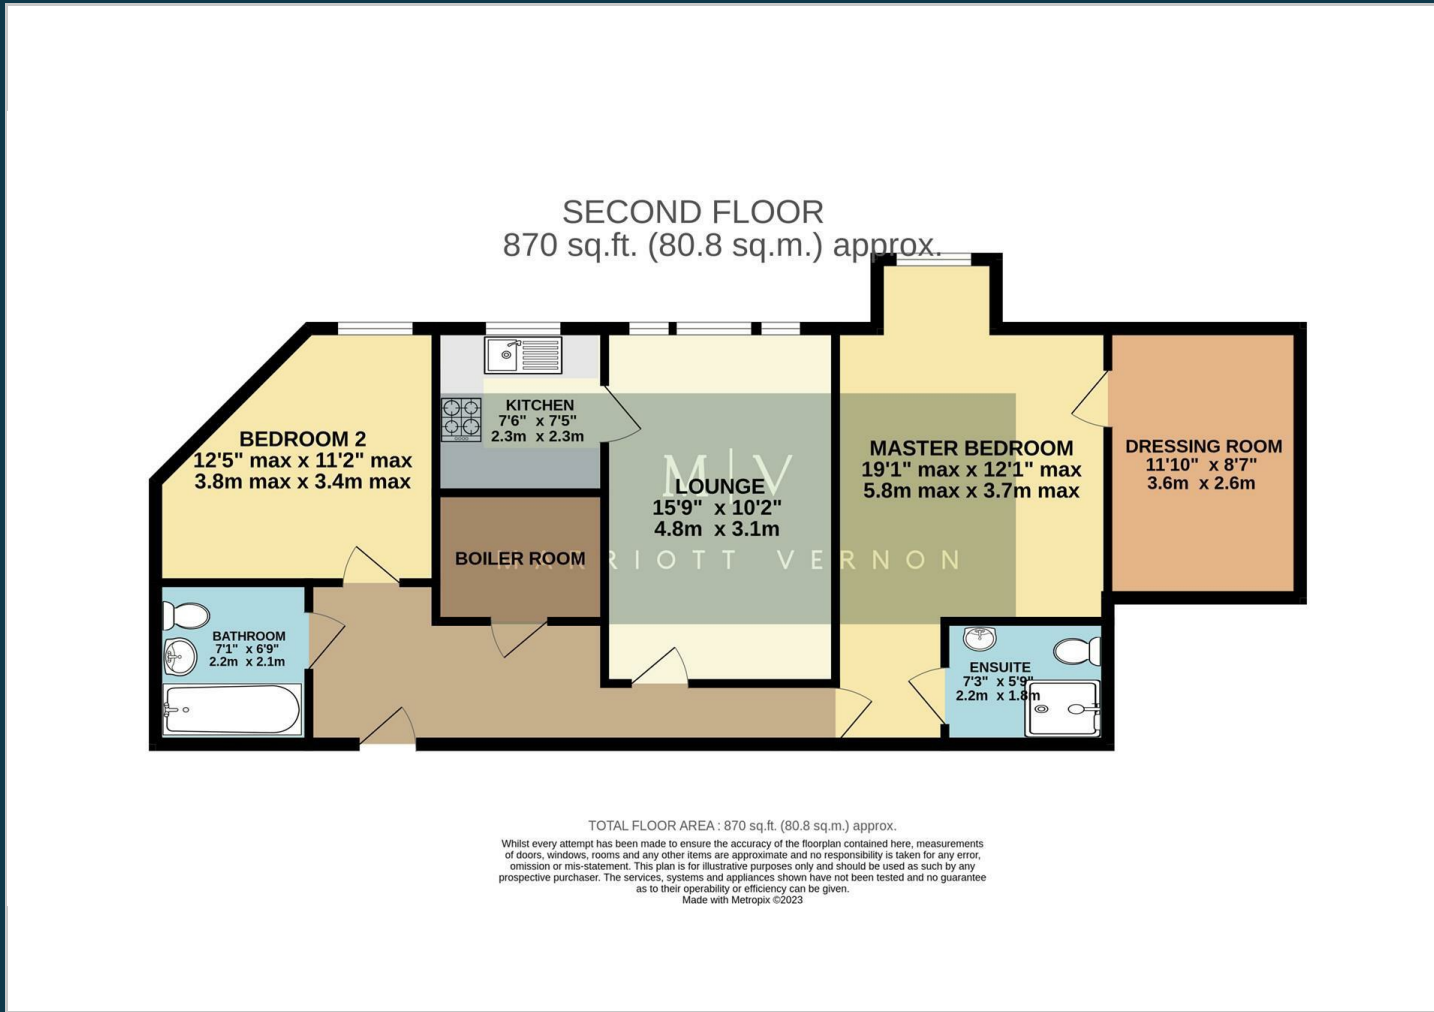 SECOND FLOOR
870 sq.ft. (80.8 sq.m.) approx.
BEDROOM 2
12'5" max x 11'2" max
3.8m max x 3.4m max
KITCHEN
7'6" x 7'5"
2.3m x 2.3m
M|V
LOUNGE
15'9" x 10'2"
4.8m x 3.1m
MASTER BEDROOM
19'1" max x 12'1" max
5.8m max x 3.7m max
DRESSING ROOM
11'10" x 8'7"
3.6m x 2.6m
BOILER ROOM
MARRIOTT VERNON
BATHROOM
7'1" x 6'9"
2.2m x 2.1m
ENSUITE
7'3" x 5'9"
2.2m x 1.8m
TOTAL FLOOR AREA : 870 sq.ft. (80.8 sq.m.) approx.
Whilst every attempt has been made to ensure the accuracy of the floorplan contained here, measurements
of doors, windows, rooms and any other items are approximate and no responsibility is taken for any error,
omission or mis-statement. This plan is for illustrative purposes only and should be used as such by any
prospective purchaser. The services, systems and appliances shown have not been tested and no guarantee
as to their operability or efficiency can be given.
Made with Metropix ©2023